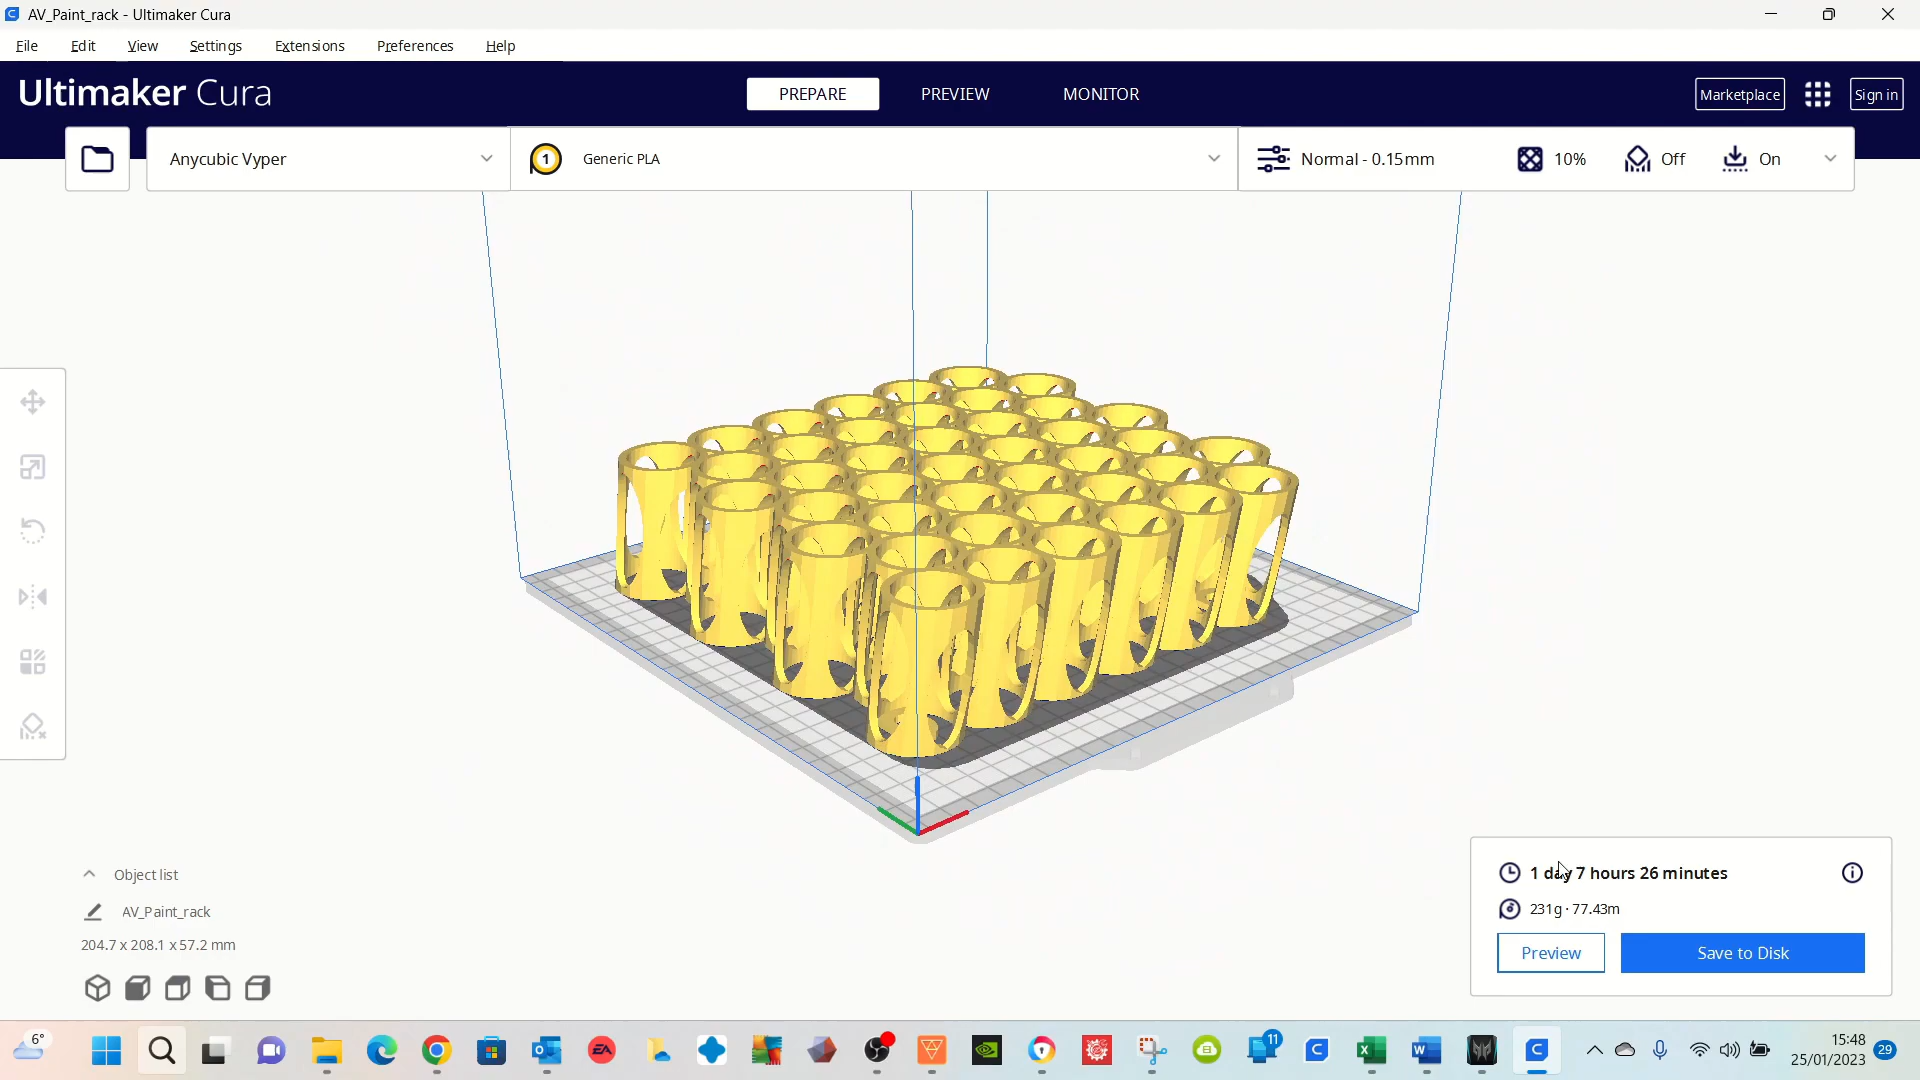 AV_Paint_rack - Ultimaker Cura
File Edit View Settings Extensions Preferences Help
Ultimaker Cura PREPARE PREVIEW MONITOR Marketplace Sign in
Anycubic Vyper 1 Generic PLA Normal - 0.15mm 10% Off On
Object list
AV_Paint_rack
204.7 x 208.1 x 57.2 mm
1 day 7 hours 26 minutes
231g · 77.43m
Preview Save to Disk
6°
EA
11
15:48
25/01/2023
29